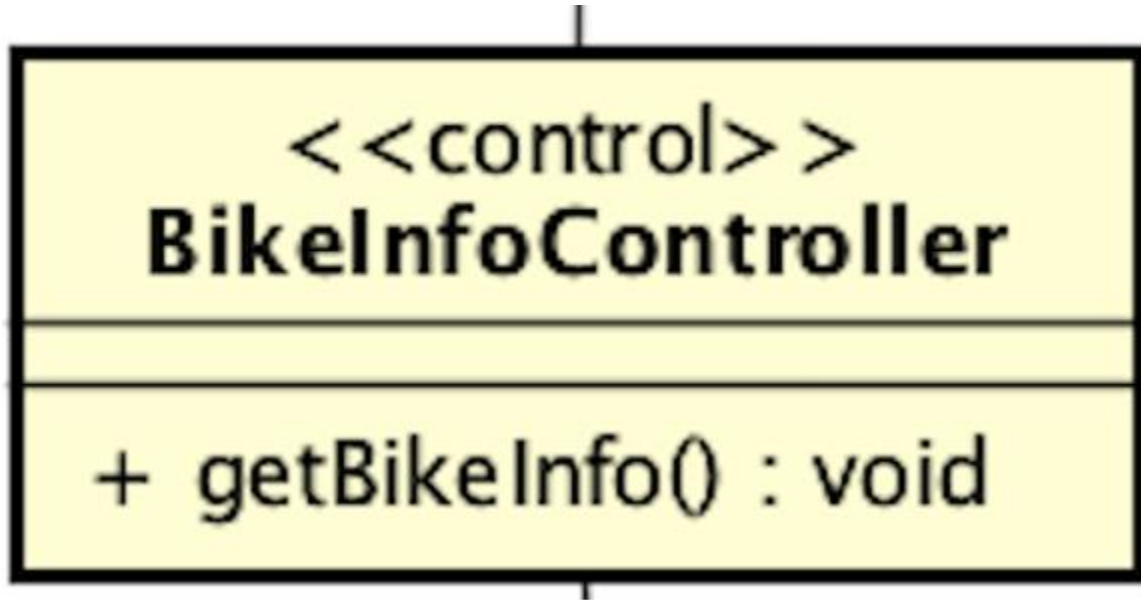 <<control>>
BikeInfoController
+ getBikeInfo() : void